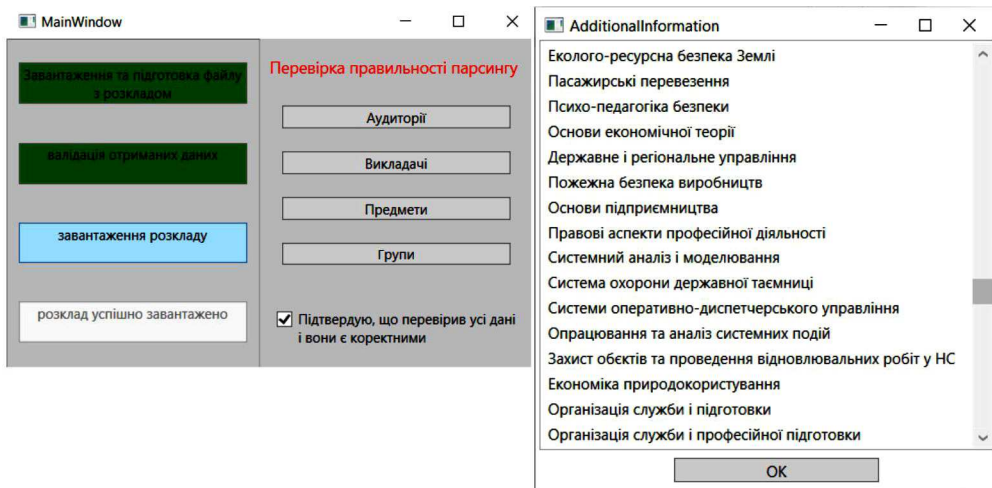 MainWindow
Завантаження та підготовка файлу
з розкладом
валідація отриманих даних
завантаження розкладу
розклад успішно завантажено
Перевірка правильності парсингу
Аудиторії
Викладачі
Предмети
Групи
Підтвердую, що перевірив усі дані
і вони є коректними
AdditionalInformation
Еколого-ресурсна безпека Землі
Пасажирські перевезення
Психо-педагогіка безпеки
Основи економічної теорії
Державне і регіональне управління
Пожежна безпека виробництв
Основи підприємництва
Правові аспекти професійної діяльності
Системний аналіз і моделювання
Система охорони державної таємниці
Системи оперативно-диспетчерського управління
Опрацювання та аналіз системних подій
Захист обєктів та проведення відновлювальних робіт у НС
Економіка природокористування
Організація служби і підготовки
Організація служби і професійної підготовки
OK